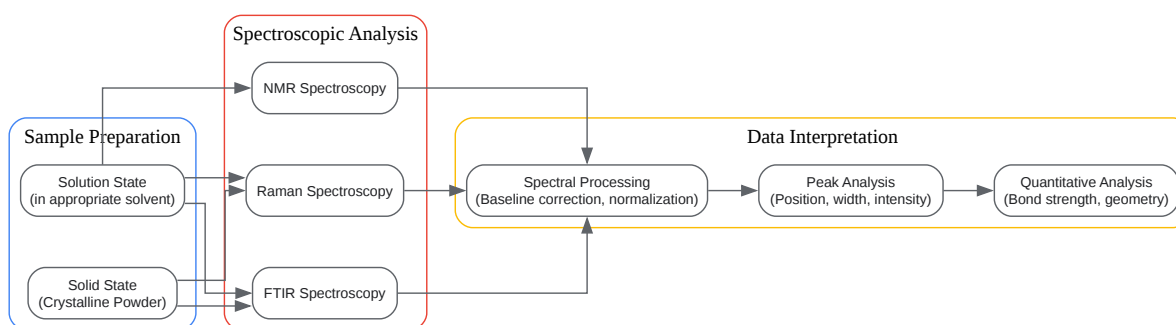 Spectroscopic Analysis
NMR Spectroscopy
Sample Preparation
Data Interpretation
Solution State
(in appropriate solvent)
Raman Spectroscopy
Spectral Processing
(Baseline correction, normalization)
Peak Analysis
(Position, width, intensity)
Quantitative Analysis
(Bond strength, geometry)
Solid State
(Crystalline Powder)
FTIR Spectroscopy